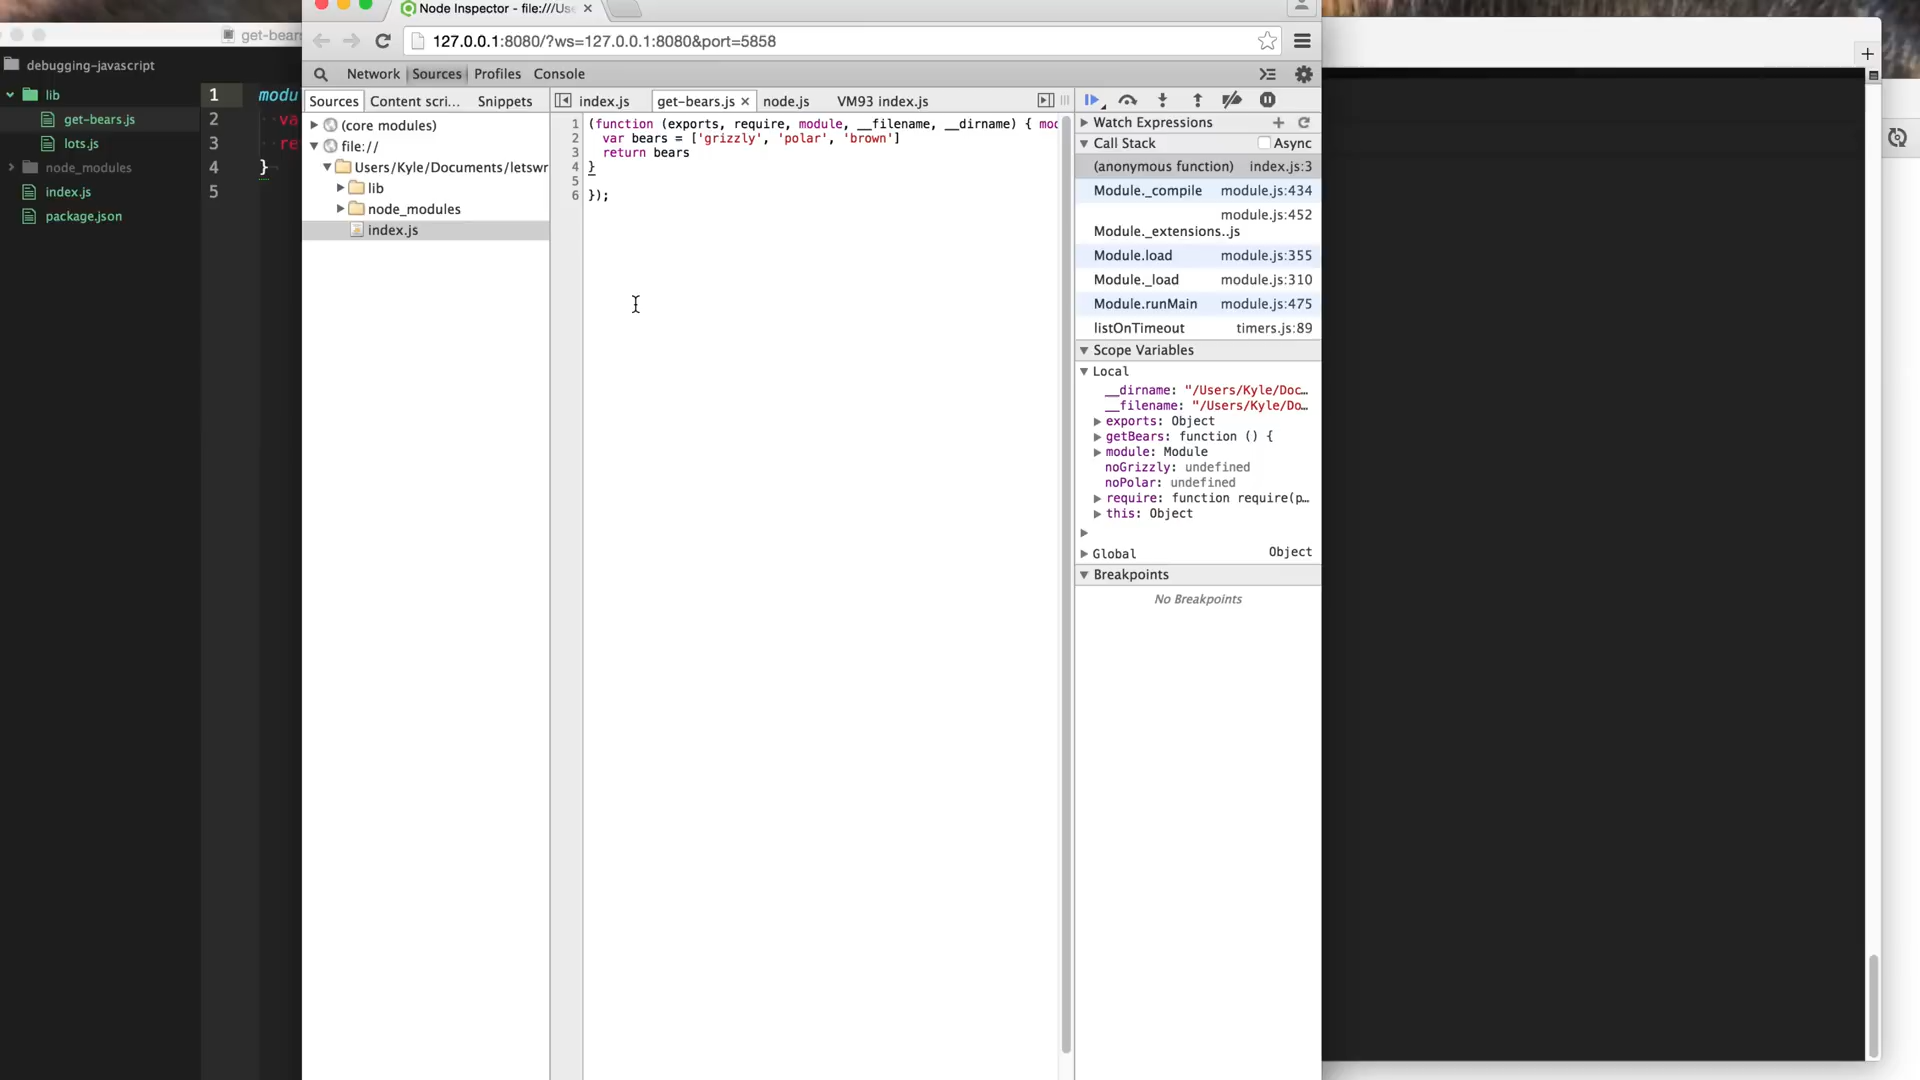 get-bears
debugging-javascript
lib
get-bears.js
lots.js
node_modules
index.js
package.json
1 modu
2 va
3 re
4 }
5
Node Inspector - file:///Us
127.0.0.1:8080/?ws=127.0.0.1:8080&port=5858
Network Sources Profiles Console
Sources Content scri... Snippets
(core modules)
file://
Users/Kyle/Documents/letswr
lib
node_modules
index.js
index.js get-bears.js × node.js VM93 index.js
1 (function (exports, require, module, __filename, __dirname) { mod
2 var bears = ['grizzly', 'polar', 'brown']
3 return bears
4 }
5
6 });
Watch Expressions
Call Stack Async
(anonymous function) index.js:3
Module._compile module.js:434
module.js:452
Module._extensions..js
Module.load module.js:355
Module._load module.js:310
Module.runMain module.js:475
listOnTimeout timers.js:89
Scope Variables
Local
__dirname: "/Users/Kyle/Doc…
__filename: "/Users/Kyle/Do…
exports: Object
getBears: function () {
module: Module
noGrizzly: undefined
noPolar: undefined
require: function require(p…
this: Object
Global Object
Breakpoints
No Breakpoints